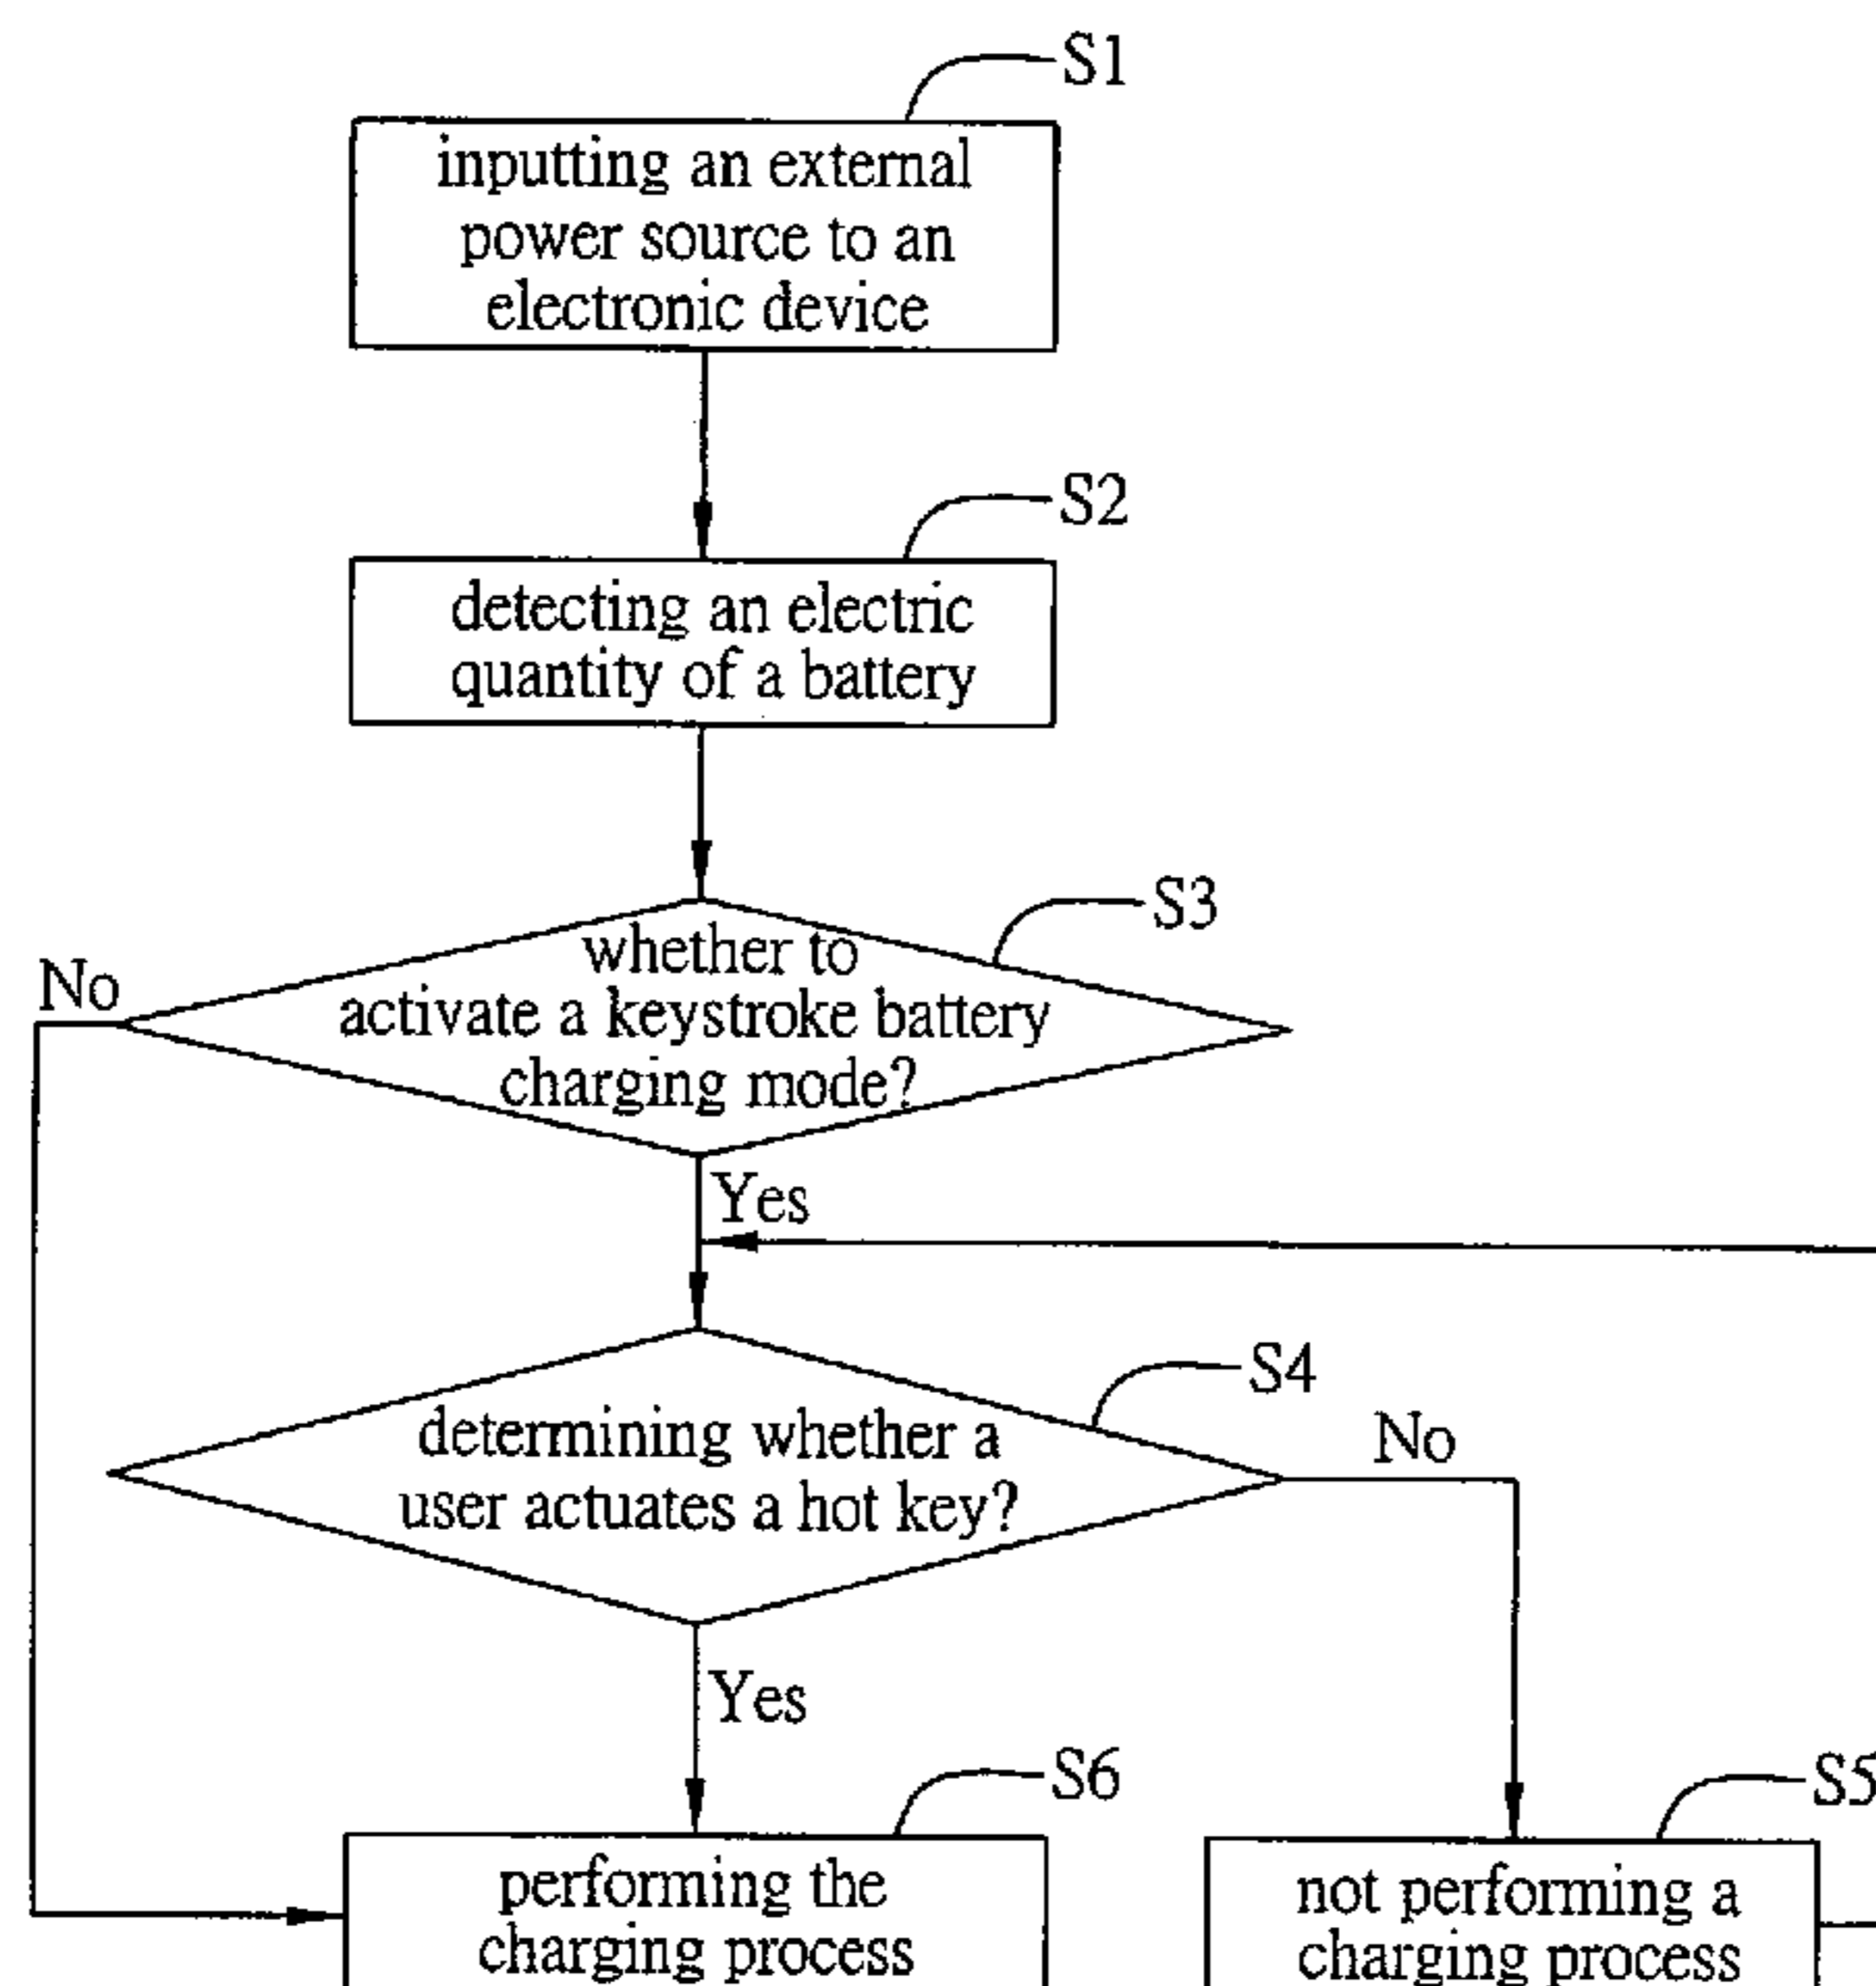 S1
inputting an external
power source to an
electronic device
S2
detecting an electric
quantity of a battery
S3
whether to
activate a keystroke battery
charging mode?
No
Yes
S4
determining whether a
user actuates a hot key?
No
Yes
S6
performing the
charging process
S5
not performing a
charging process